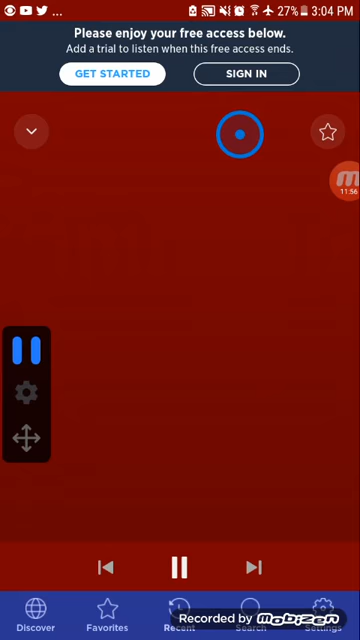 ... 27% 3:04 PM
Please enjoy your free access below.
Add a trial to listen when this free access ends.
GET STARTED SIGN IN
11:56
Discover Favorites Recent Search Settings
Recorded by mobizen